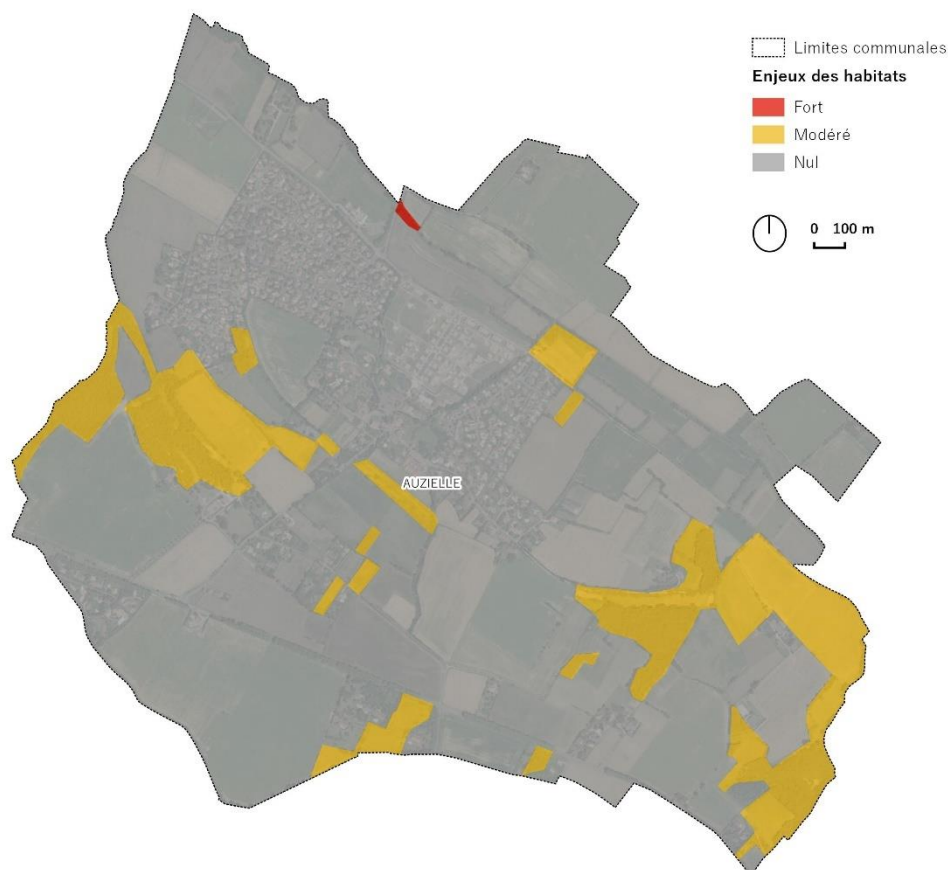 Limites communales
Enjeux des habitats
Fort
Modéré
Nul
0 100 m
AUZIELLE